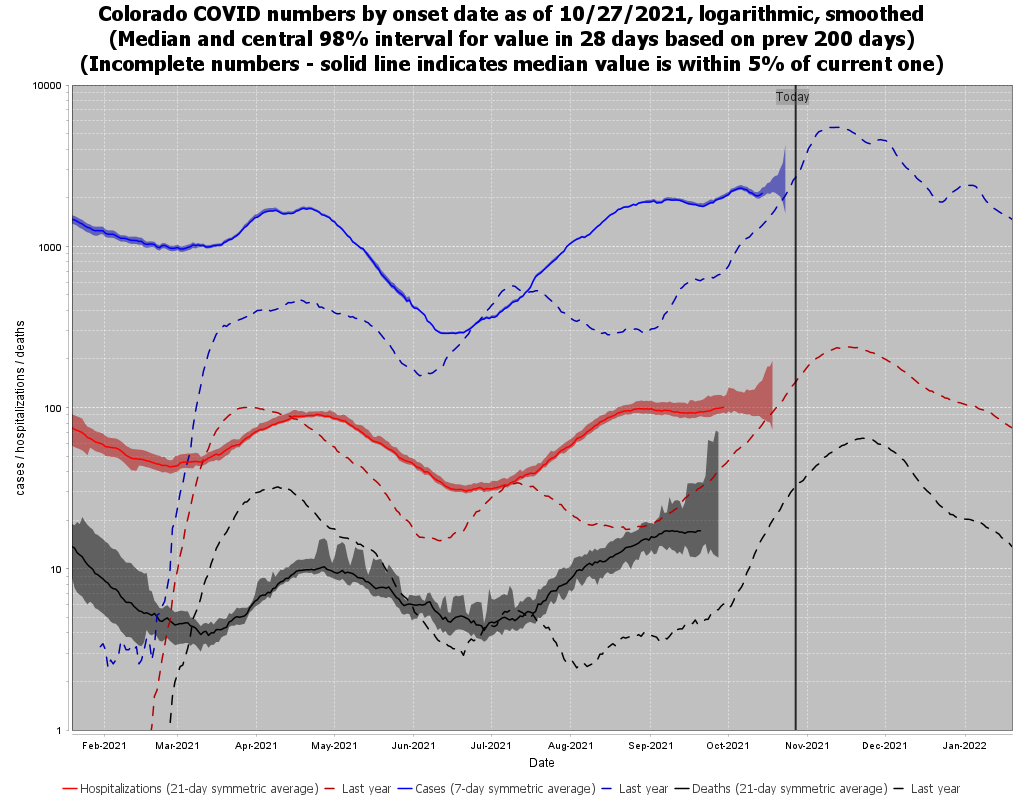 Colorado COVID numbers by onset date as of 10/27/2021, logarithmic, smoothed
(Median and central 98% interval for value in 28 days based on prev 200 days)
(Incomplete numbers - solid line indicates median value is within 5% of current one)
Today
10000
1000
100
10
1
cases / hospitalizations / deaths
Feb-2021 Mar-2021 Apr-2021 May-2021 Jun-2021 Jul-2021 Aug-2021 Sep-2021 Oct-2021 Nov-2021 Dec-2021 Jan-2022
Date
Hospitalizations (21-day symmetric average) Last year Cases (7-day symmetric average) Last year Deaths (21-day symmetric average) Last year